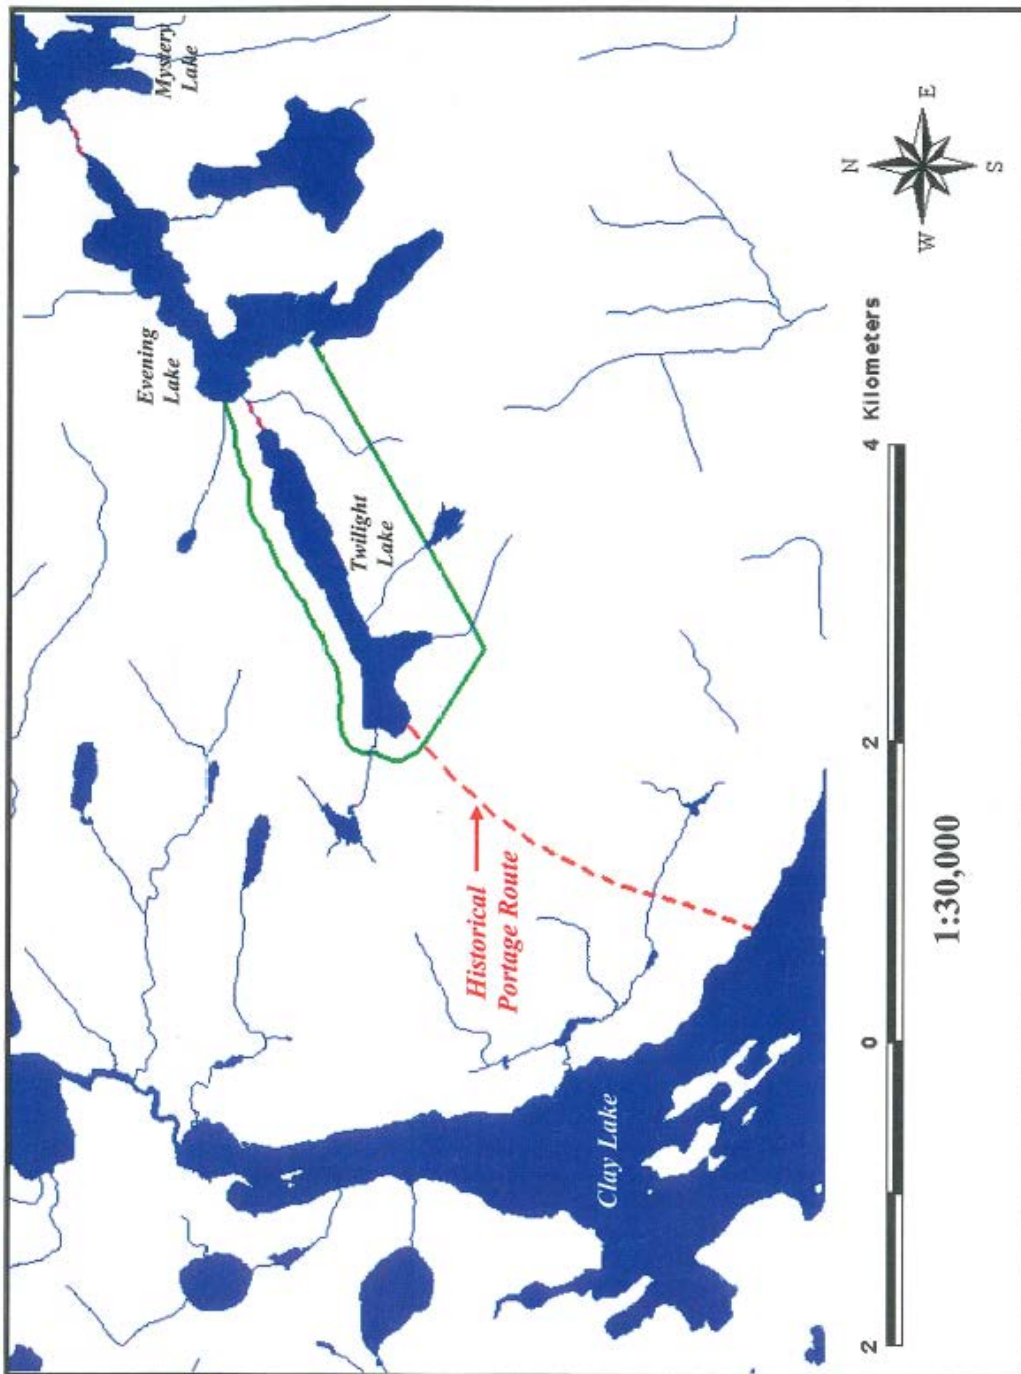 Mystery
Lake
Evening
Lake
Twilight
Lake
Historical
Portage Route
Clay Lake
N
E
S
W
2 0 2 4 Kilometers
1:30,000